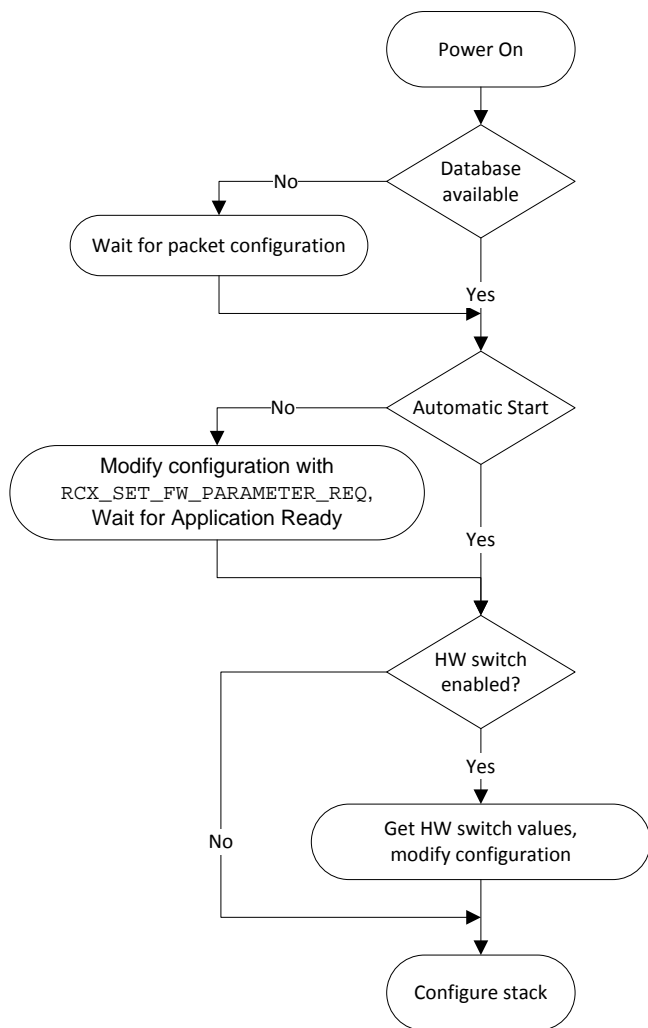 Power On
Database
available
No
Wait for packet configuration
Yes
Automatic Start
No
Modify configuration with
RCX_SET_FW_PARAMETER_REQ,
Wait for Application Ready
Yes
HW switch
enabled?
Yes
Get HW switch values,
modify configuration
No
Configure stack